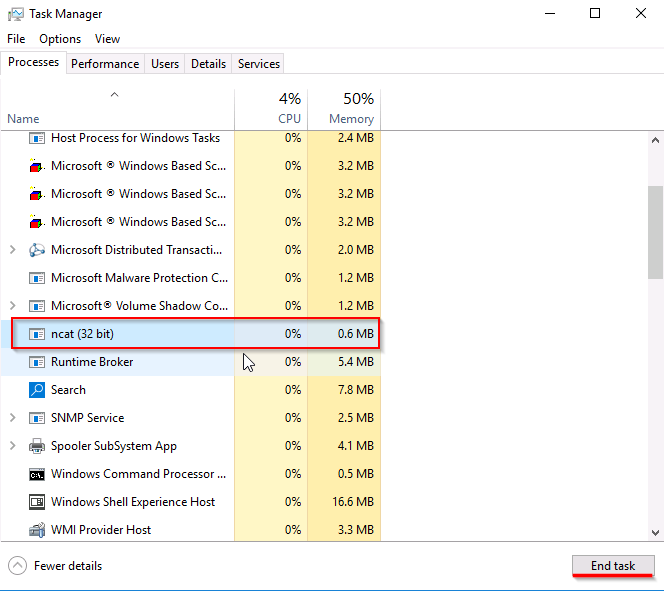 Task Manager
File Options View
Processes Performance Users Details Services
4% 50%
Name CPU Memory
Host Process for Windows Tasks 0% 2.4 MB
Microsoft ® Windows Based Sc... 0% 3.2 MB
Microsoft ® Windows Based Sc... 0% 3.2 MB
Microsoft ® Windows Based Sc... 0% 3.2 MB
Microsoft Distributed Transacti... 0% 2.0 MB
Microsoft Malware Protection C... 0% 1.2 MB
Microsoft® Volume Shadow Co... 0% 1.2 MB
ncat (32 bit) 0% 0.6 MB
Runtime Broker 0% 5.4 MB
Search 0% 7.8 MB
SNMP Service 0% 2.5 MB
Spooler SubSystem App 0% 4.1 MB
Windows Command Processor ... 0% 0.5 MB
Windows Shell Experience Host 0% 16.6 MB
WMI Provider Host 0% 3.3 MB
Fewer details End task